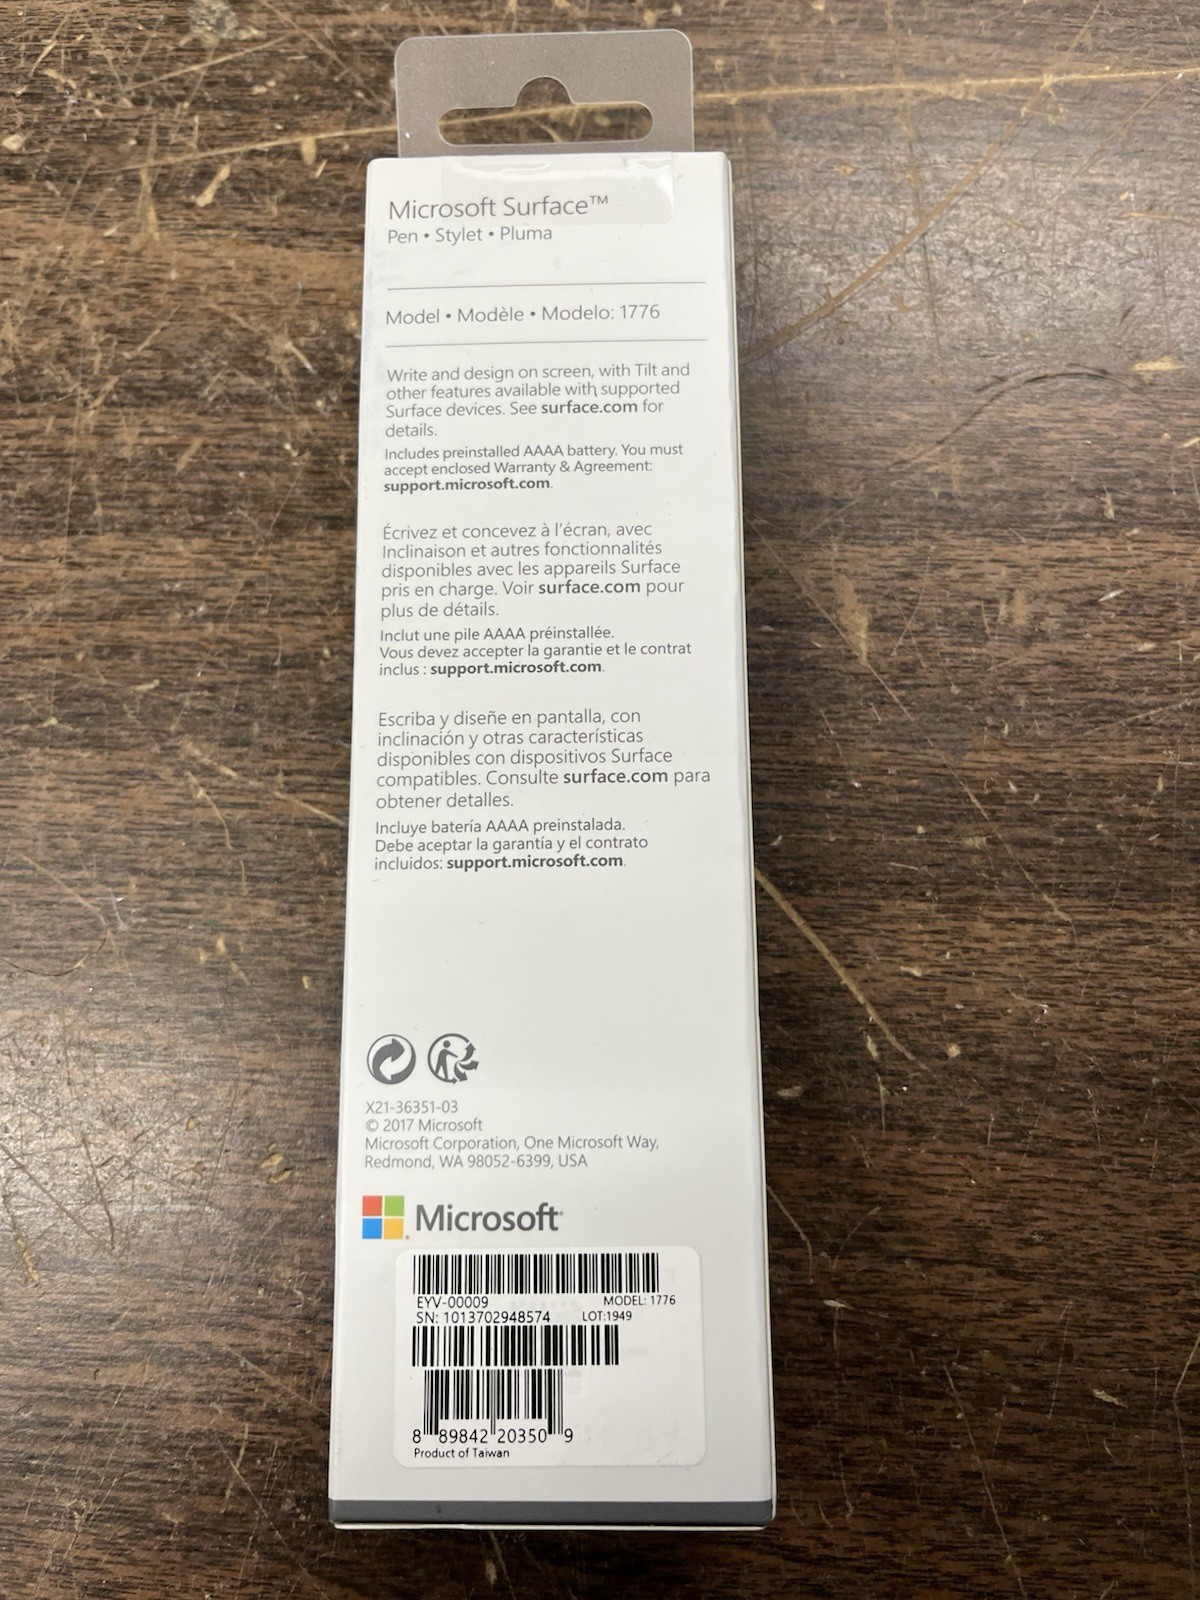 Microsoft Surface™
Pen • Stylet • Pluma
Model • Modèle • Modelo: 1776
Write and design on screen, with Tilt and
other features available with supported
Surface devices. See surface.com for
details.
Includes preinstalled AAAA battery. You must
accept enclosed Warranty & Agreement:
support.microsoft.com.
Écrivez et concevez à l'écran, avec
Inclinaison et autres fonctionnalités
disponibles avec les appareils Surface
pris en charge. Voir surface.com pour
plus de détails.
Inclut une pile AAAA préinstallée.
Vous devez accepter la garantie et le contrat
inclus : support.microsoft.com.
Escriba y diseñe en pantalla, con
inclinación y otras características
disponibles con dispositivos Surface
compatibles. Consulte surface.com para
obtener detalles.
Incluye batería AAAA preinstalada.
Debe aceptar la garantía y el contrato
incluidos: support.microsoft.com.
X21-36351-03
© 2017 Microsoft
Microsoft Corporation, One Microsoft Way,
Redmond, WA 98052-6399, USA
Microsoft
EYV-00009 MODEL: 1776
SN: 1013702948574 LOT:1949
8 89842 20350 9
Product of Taiwan